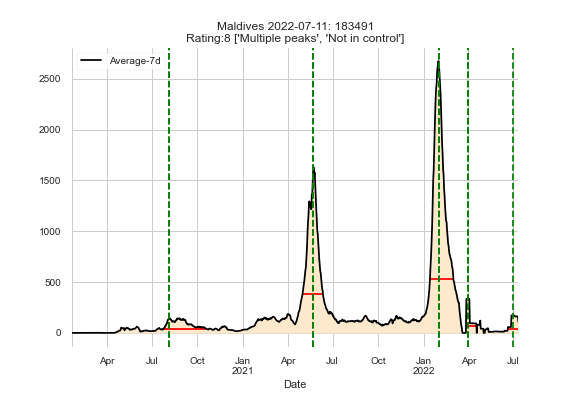 Maldives 2022-07-11: 183491
Rating:8 ['Multiple peaks', 'Not in control']
Average-7d
2500
2000
1500
1000
500
0
Apr Jul Oct Jan Apr Jul Oct Jan Apr Jul
2021 2022
Date